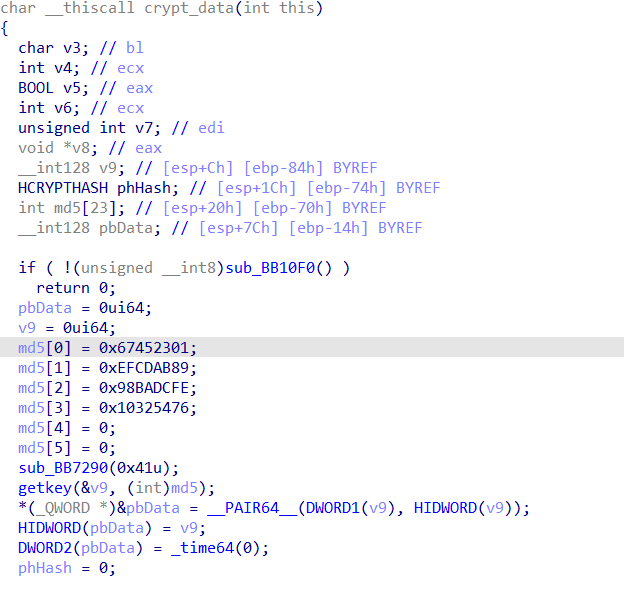 char __thiscall crypt_data(int this)
{
char v3; // bl
int v4; // ecx
BOOL v5; // eax
int v6; // ecx
unsigned int v7; // edi
void *v8; // eax
__int128 v9; // [esp+Ch] [ebp-84h] BYREF
HCRYPTHASH phHash; // [esp+1Ch] [ebp-74h] BYREF
int md5[23]; // [esp+20h] [ebp-70h] BYREF
__int128 pbData; // [esp+7Ch] [ebp-14h] BYREF
if ( !(unsigned __int8)sub_BB10F0() )
return 0;
pbData = 0ui64;
v9 = 0ui64;
md5[0] = 0x67452301;
md5[1] = 0xEFCDAB89;
md5[2] = 0x98BADCFE;
md5[3] = 0x10325476;
md5[4] = 0;
md5[5] = 0;
sub_BB7290(0x41u);
getkey(&v9, (int)md5);
*(_QWORD *)&pbData = __PAIR64__(DWORD1(v9), HIDWORD(v9));
HIDWORD(pbData) = v9;
DWORD2(pbData) = _time64(0);
phHash = 0;